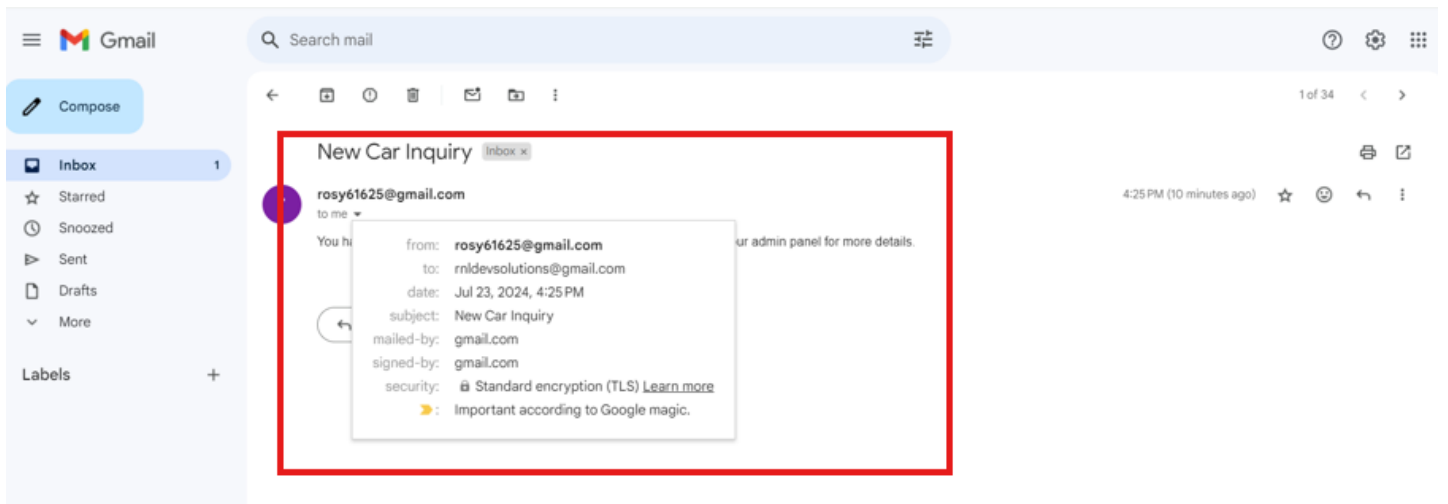 Gmail
Search mail
Compose
1 of 34
Inbox 1
Starred
Snoozed
Sent
Drafts
More
Labels
New Car Inquiry Inbox ×
rosy61625@gmail.com 4:25 PM (10 minutes ago)
to me
You ur admin panel for more details.
from: rosy61625@gmail.com
to: rnldevsolutions@gmail.com
date: Jul 23, 2024, 4:25 PM
subject: New Car Inquiry
mailed-by: gmail.com
signed-by: gmail.com
security: Standard encryption (TLS) Learn more
: Important according to Google magic.